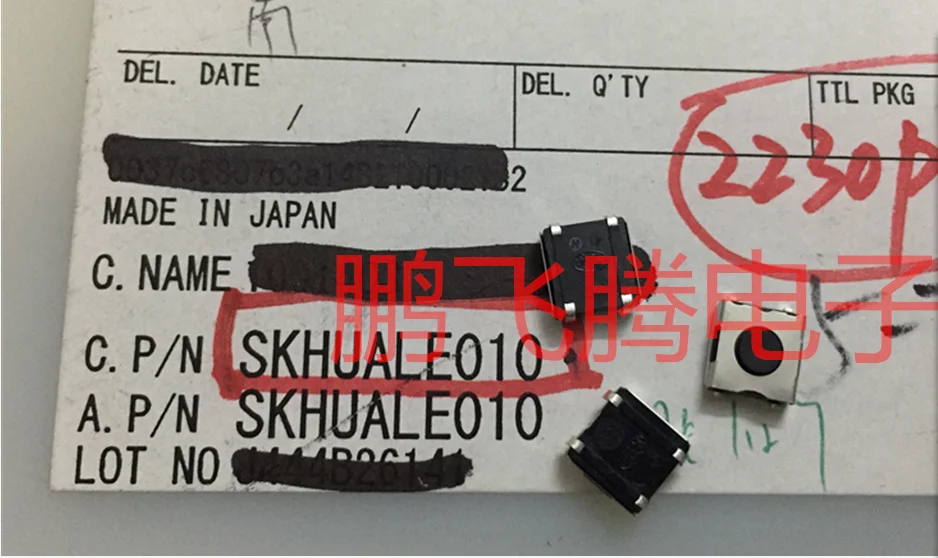 雨
DEL. DATE
DEL. Q'TY
TTL PKG
/ /
2230p
MADE IN JAPAN
C. NAME
鹏飞腾电子
C. P/N SKHUALE010
A. P/N SKHUALE010
LOT NO